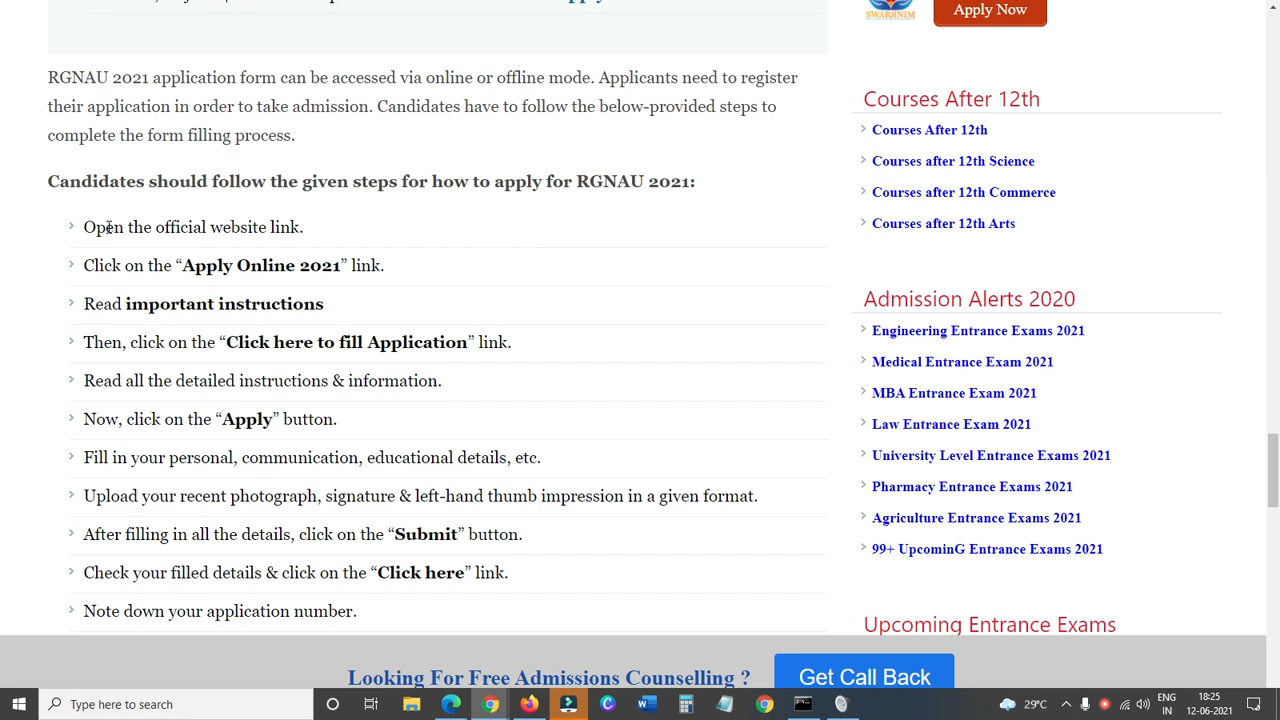 SWARNIM
Apply Now
RGNAU 2021 application form can be accessed via online or offline mode. Applicants need to register
their application in order to take admission. Candidates have to follow the below-provided steps to
complete the form filling process.
Candidates should follow the given steps for how to apply for RGNAU 2021:
Open the official website link.
Click on the “Apply Online 2021” link.
Read important instructions
Then, click on the “Click here to fill Application” link.
Read all the detailed instructions & information.
Now, click on the “Apply” button.
Fill in your personal, communication, educational details, etc.
Upload your recent photograph, signature & left-hand thumb impression in a given format.
After filling in all the details, click on the “Submit” button.
Check your filled details & click on the “Click here” link.
Note down your application number.
Courses After 12th
Courses After 12th
Courses after 12th Science
Courses after 12th Commerce
Courses after 12th Arts
Admission Alerts 2020
Engineering Entrance Exams 2021
Medical Entrance Exam 2021
MBA Entrance Exam 2021
Law Entrance Exam 2021
University Level Entrance Exams 2021
Pharmacy Entrance Exams 2021
Agriculture Entrance Exams 2021
99+ UpcominG Entrance Exams 2021
Upcoming Entrance Exams
Looking For Free Admissions Counselling ?
Get Call Back
Type here to search
29°C
ENG
IN
18:25
12-06-2021